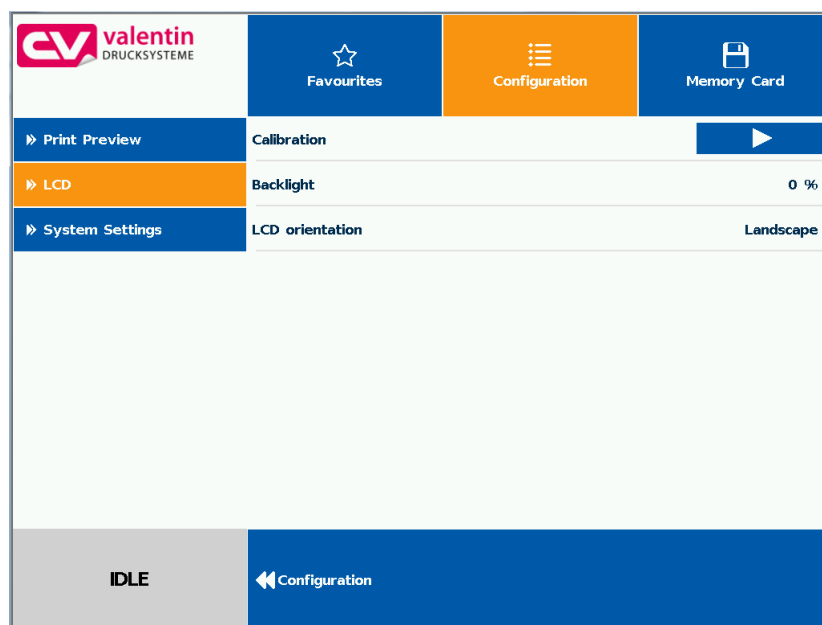 CV valentin
DRUCKSYSTEME
Favourites
Configuration
Memory Card
Print Preview
LCD
System Settings
Calibration
Backlight 0 %
LCD orientation Landscape
IDLE
Configuration